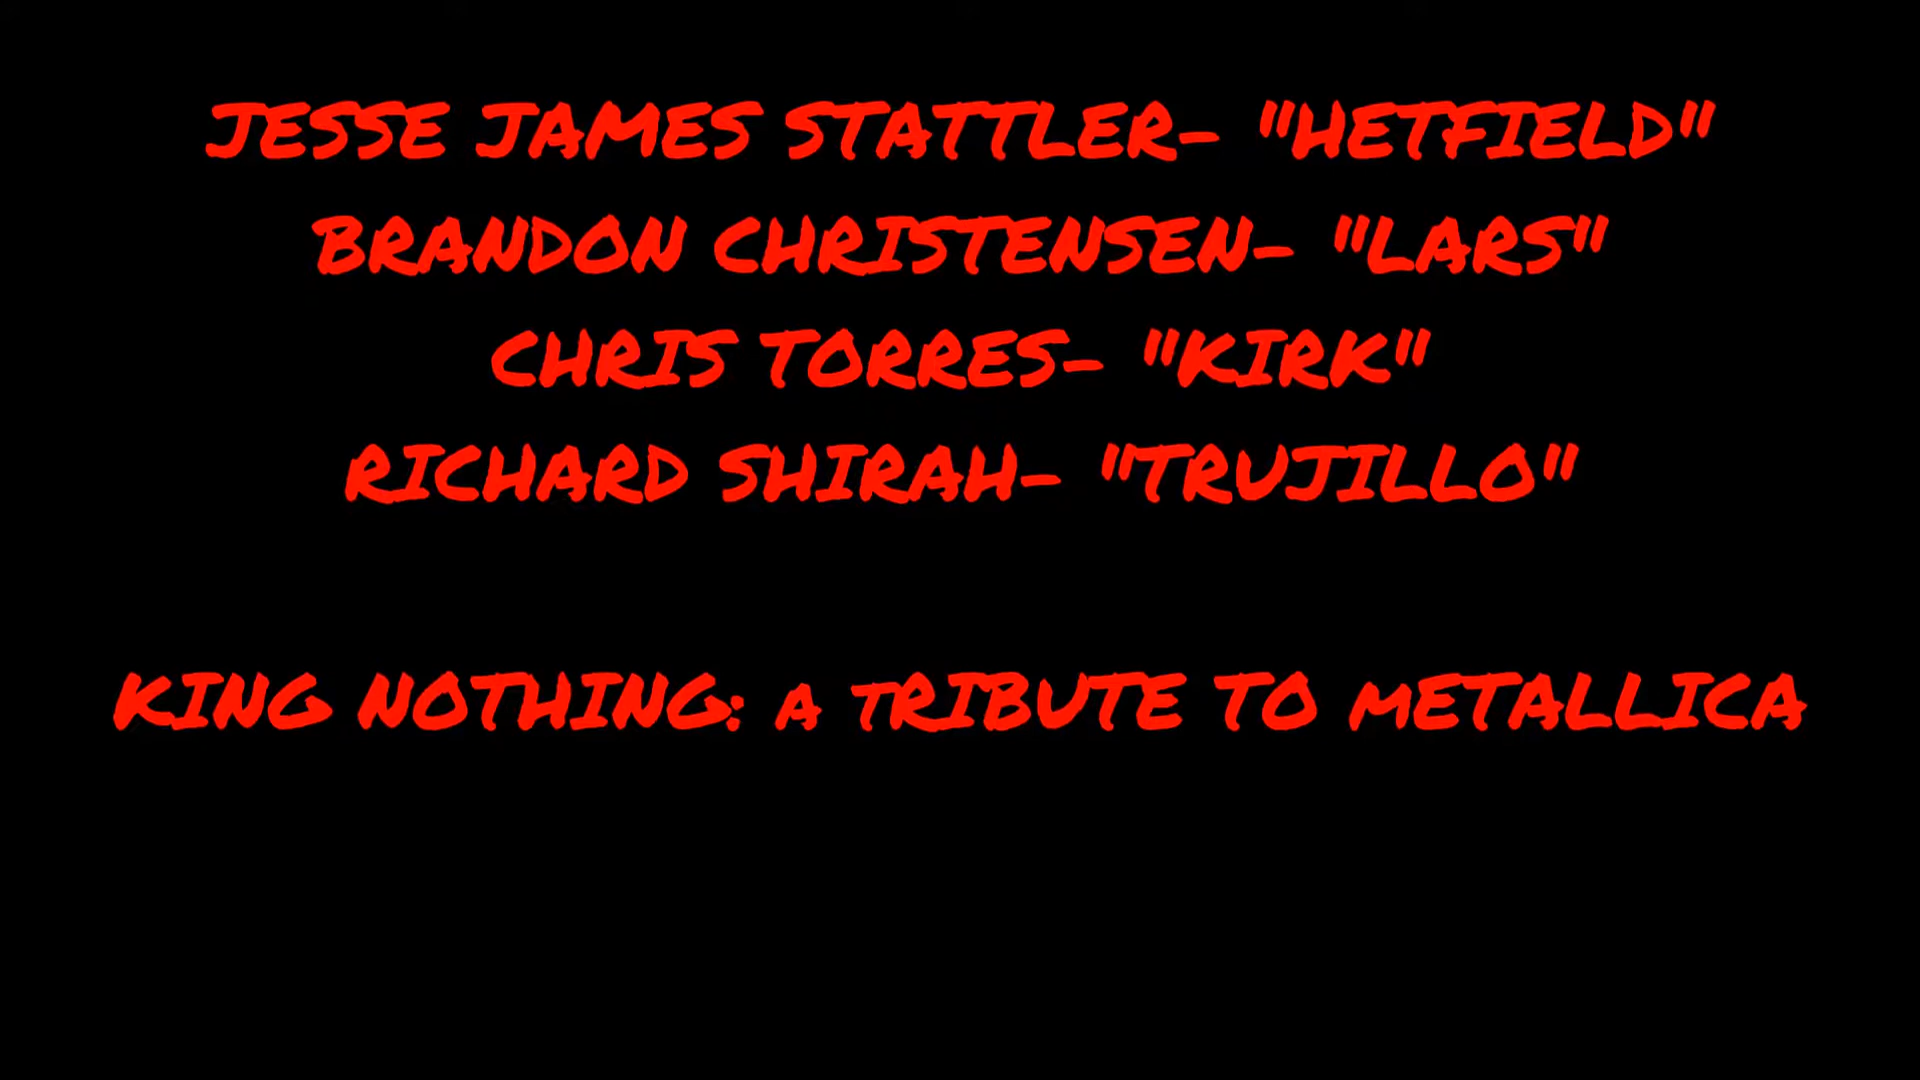 JESSE JAMES STATTLER- "HETFIELD"
BRANDON CHRISTENSEN- "LARS"
CHRIS TORRES- "KIRK"
RICHARD SHIRAH- "TRUJILLO"
KING NOTHING: A TRIBUTE TO METALLICA